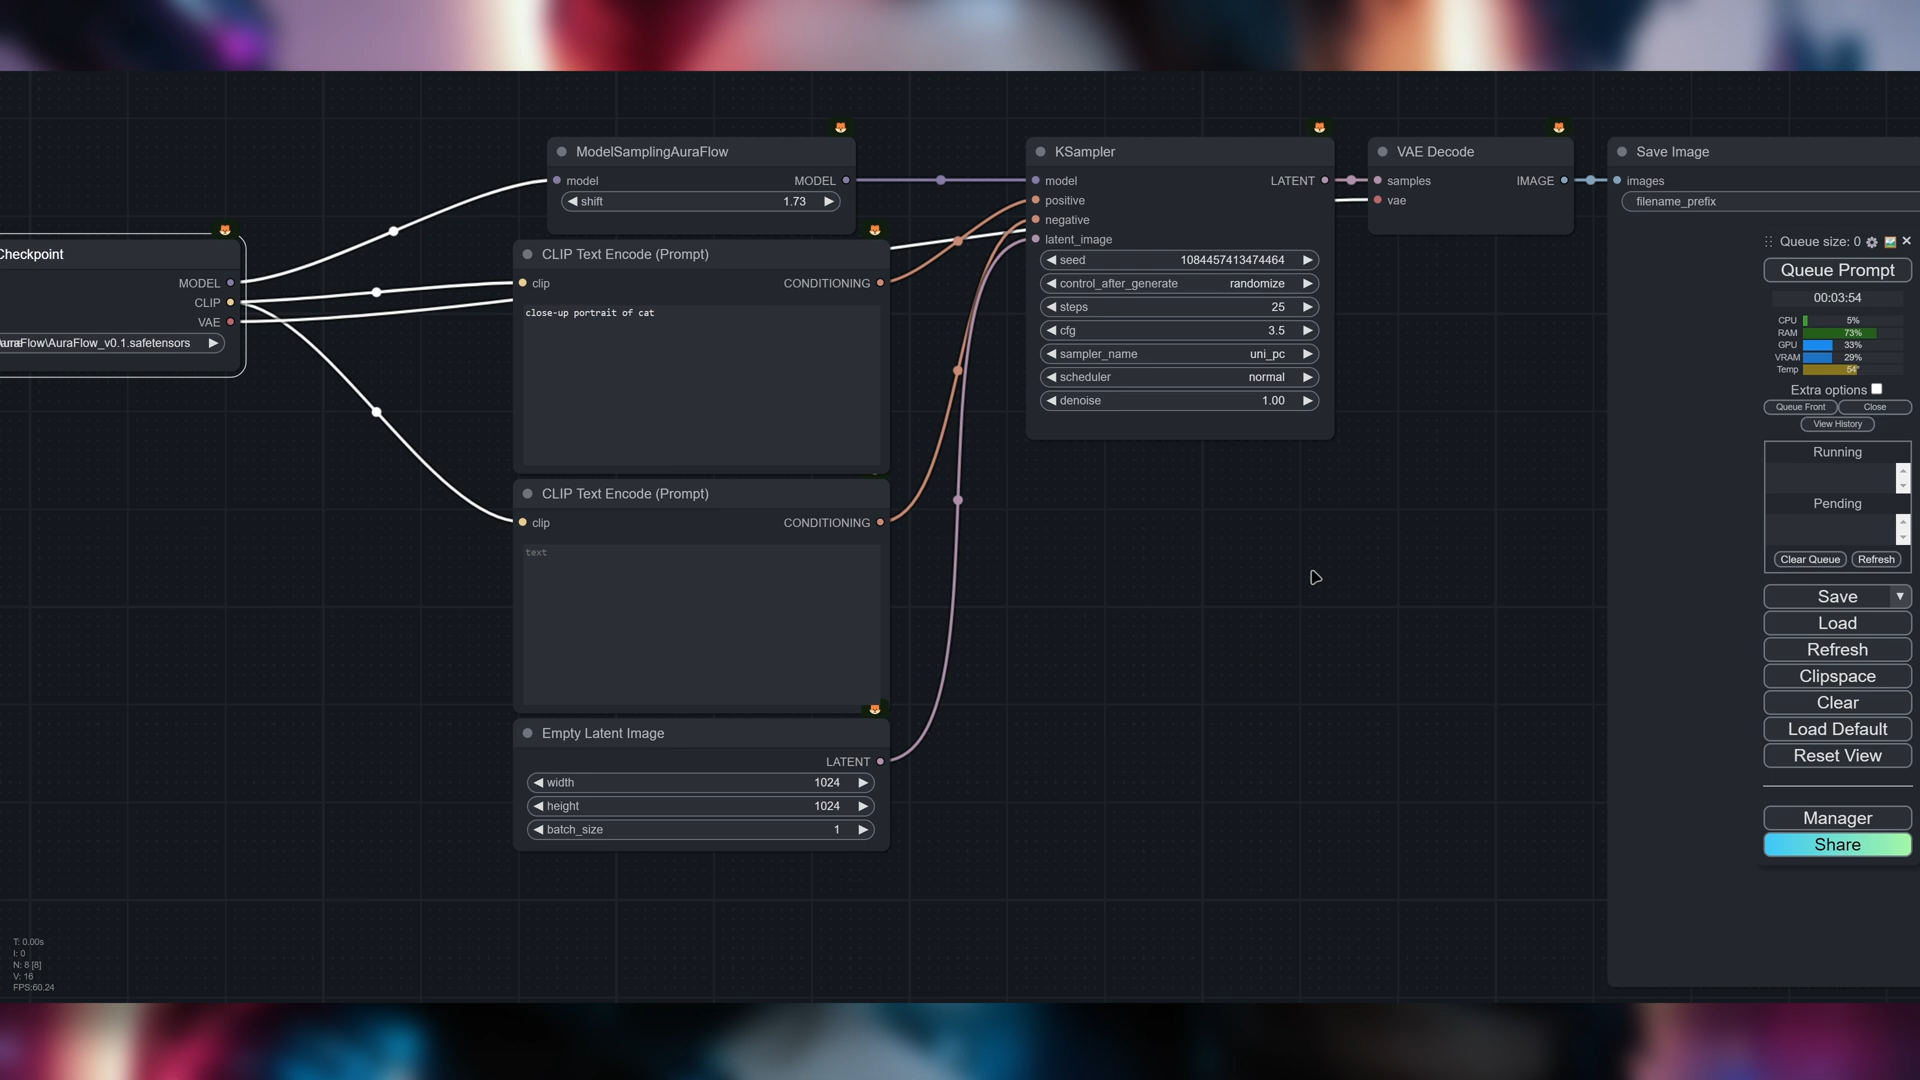 ModelSamplingAuraFlow
model MODEL
shift 1.73
Checkpoint
MODEL
CLIP
VAE
AuraFlow\AuraFlow_v0.1.safetensors
CLIP Text Encode (Prompt)
clip CONDITIONING
close-up portrait of cat
CLIP Text Encode (Prompt)
clip CONDITIONING
text
Empty Latent Image
LATENT
width 1024
height 1024
batch_size 1
KSampler
model LATENT
positive
negative
latent_image
seed 1084457413474464
control_after_generate randomize
steps 25
cfg 3.5
sampler_name uni_pc
scheduler normal
denoise 1.00
VAE Decode
samples IMAGE
vae
Save Image
images
filename_prefix
Queue size: 0
Queue Prompt
00:03:54
CPU 5%
RAM 73%
GPU 33%
VRAM 29%
Temp 54°
Extra options
Queue Front Close
View History
Running
Pending
Clear Queue Refresh
Save
Load
Refresh
Clipspace
Clear
Load Default
Reset View
Manager
Share
T: 0.00s
I: 0
N: 8 [8]
V: 16
FPS:60.24